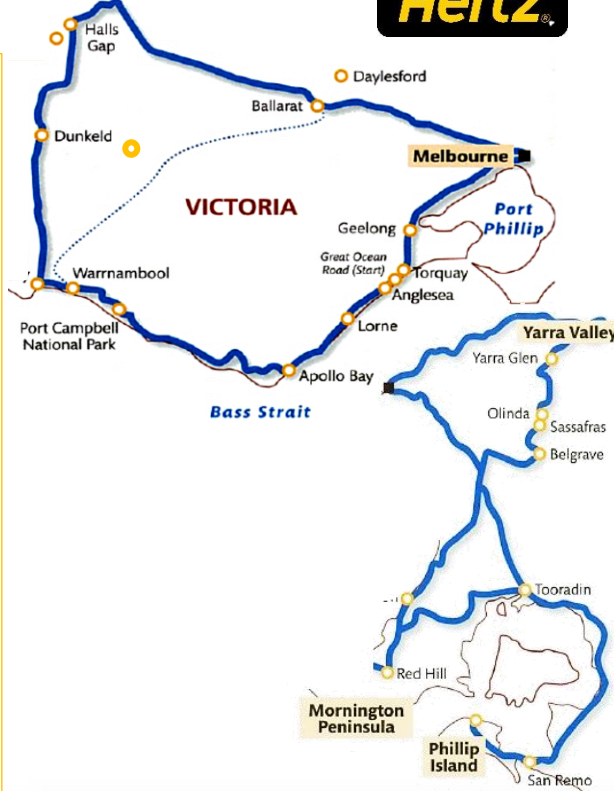 Hertz®
Halls
Gap
Daylesford
Ballarat
Dunkeld
Melbourne
VICTORIA
Port
Phillip
Geelong
Great Ocean
Road (Start)
Torquay
Anglesea
Warrnambool
Lorne
Port Campbell
National Park
Apollo Bay
Bass Strait
Yarra Valley
Yarra Glen
Olinda
Sassafras
Belgrave
Tooradin
Red Hill
Mornington
Peninsula
Phillip
Island
San Remo